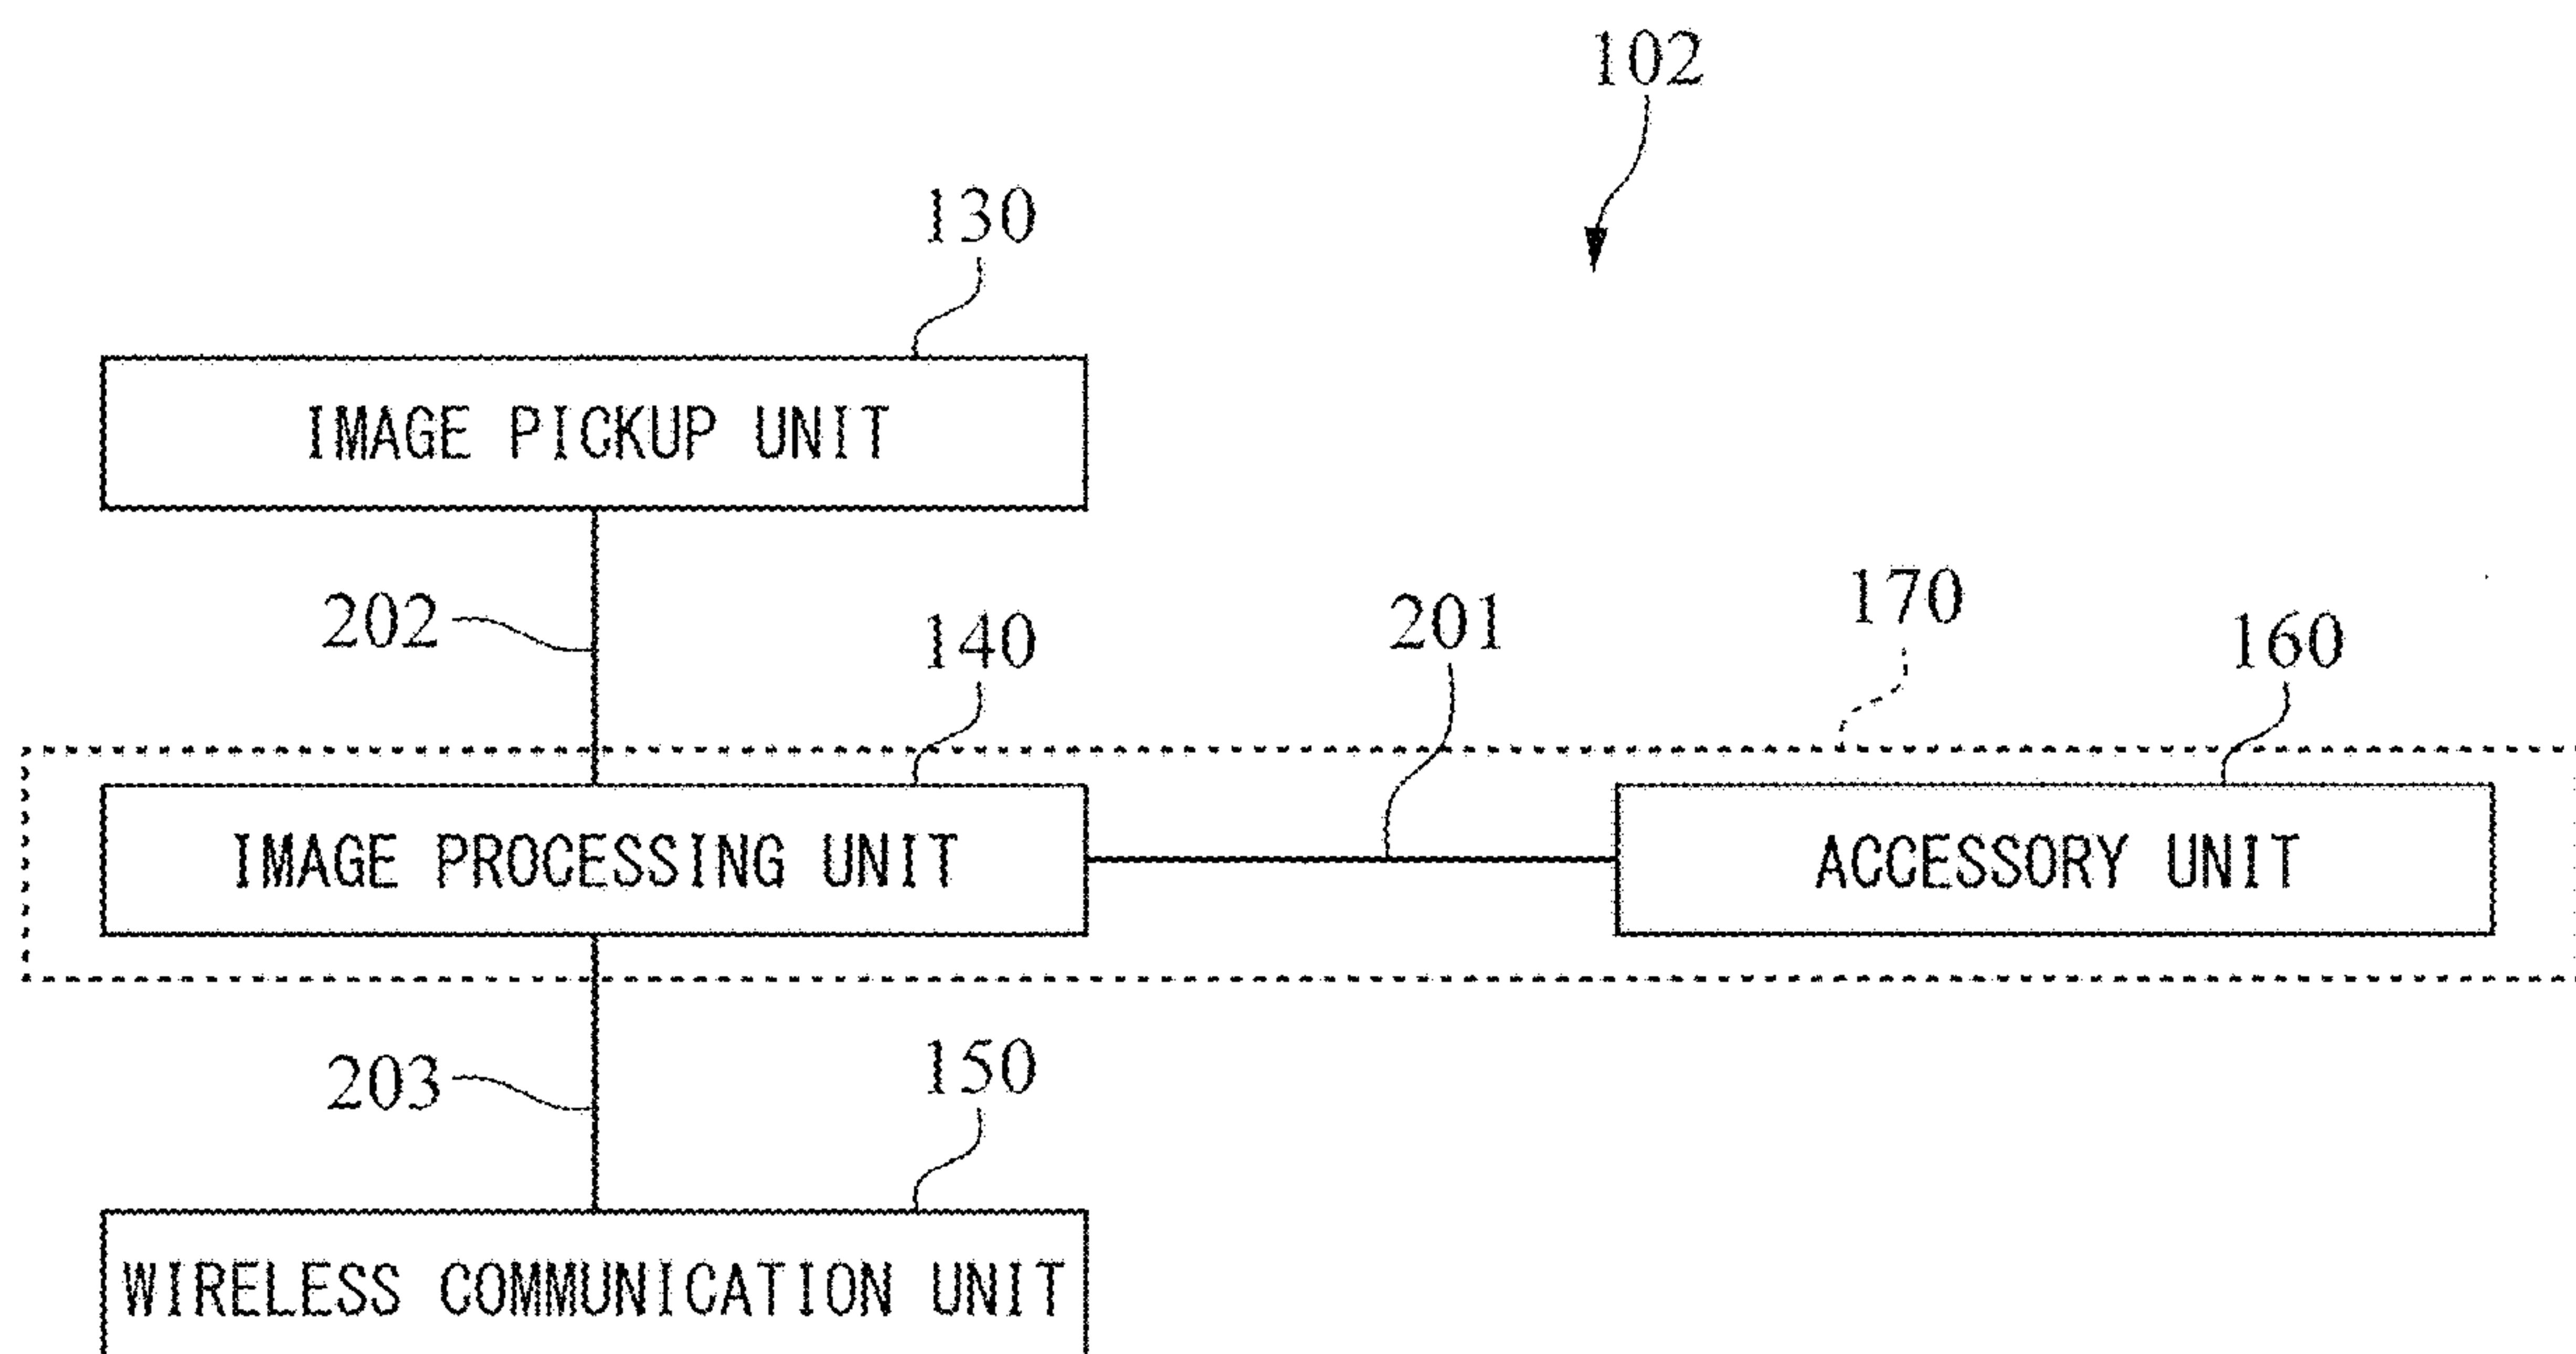 102
130
IMAGE PICKUP UNIT
202
140
201
170
160
IMAGE PROCESSING UNIT
ACCESSORY UNIT
203
150
WIRELESS COMMUNICATION UNIT